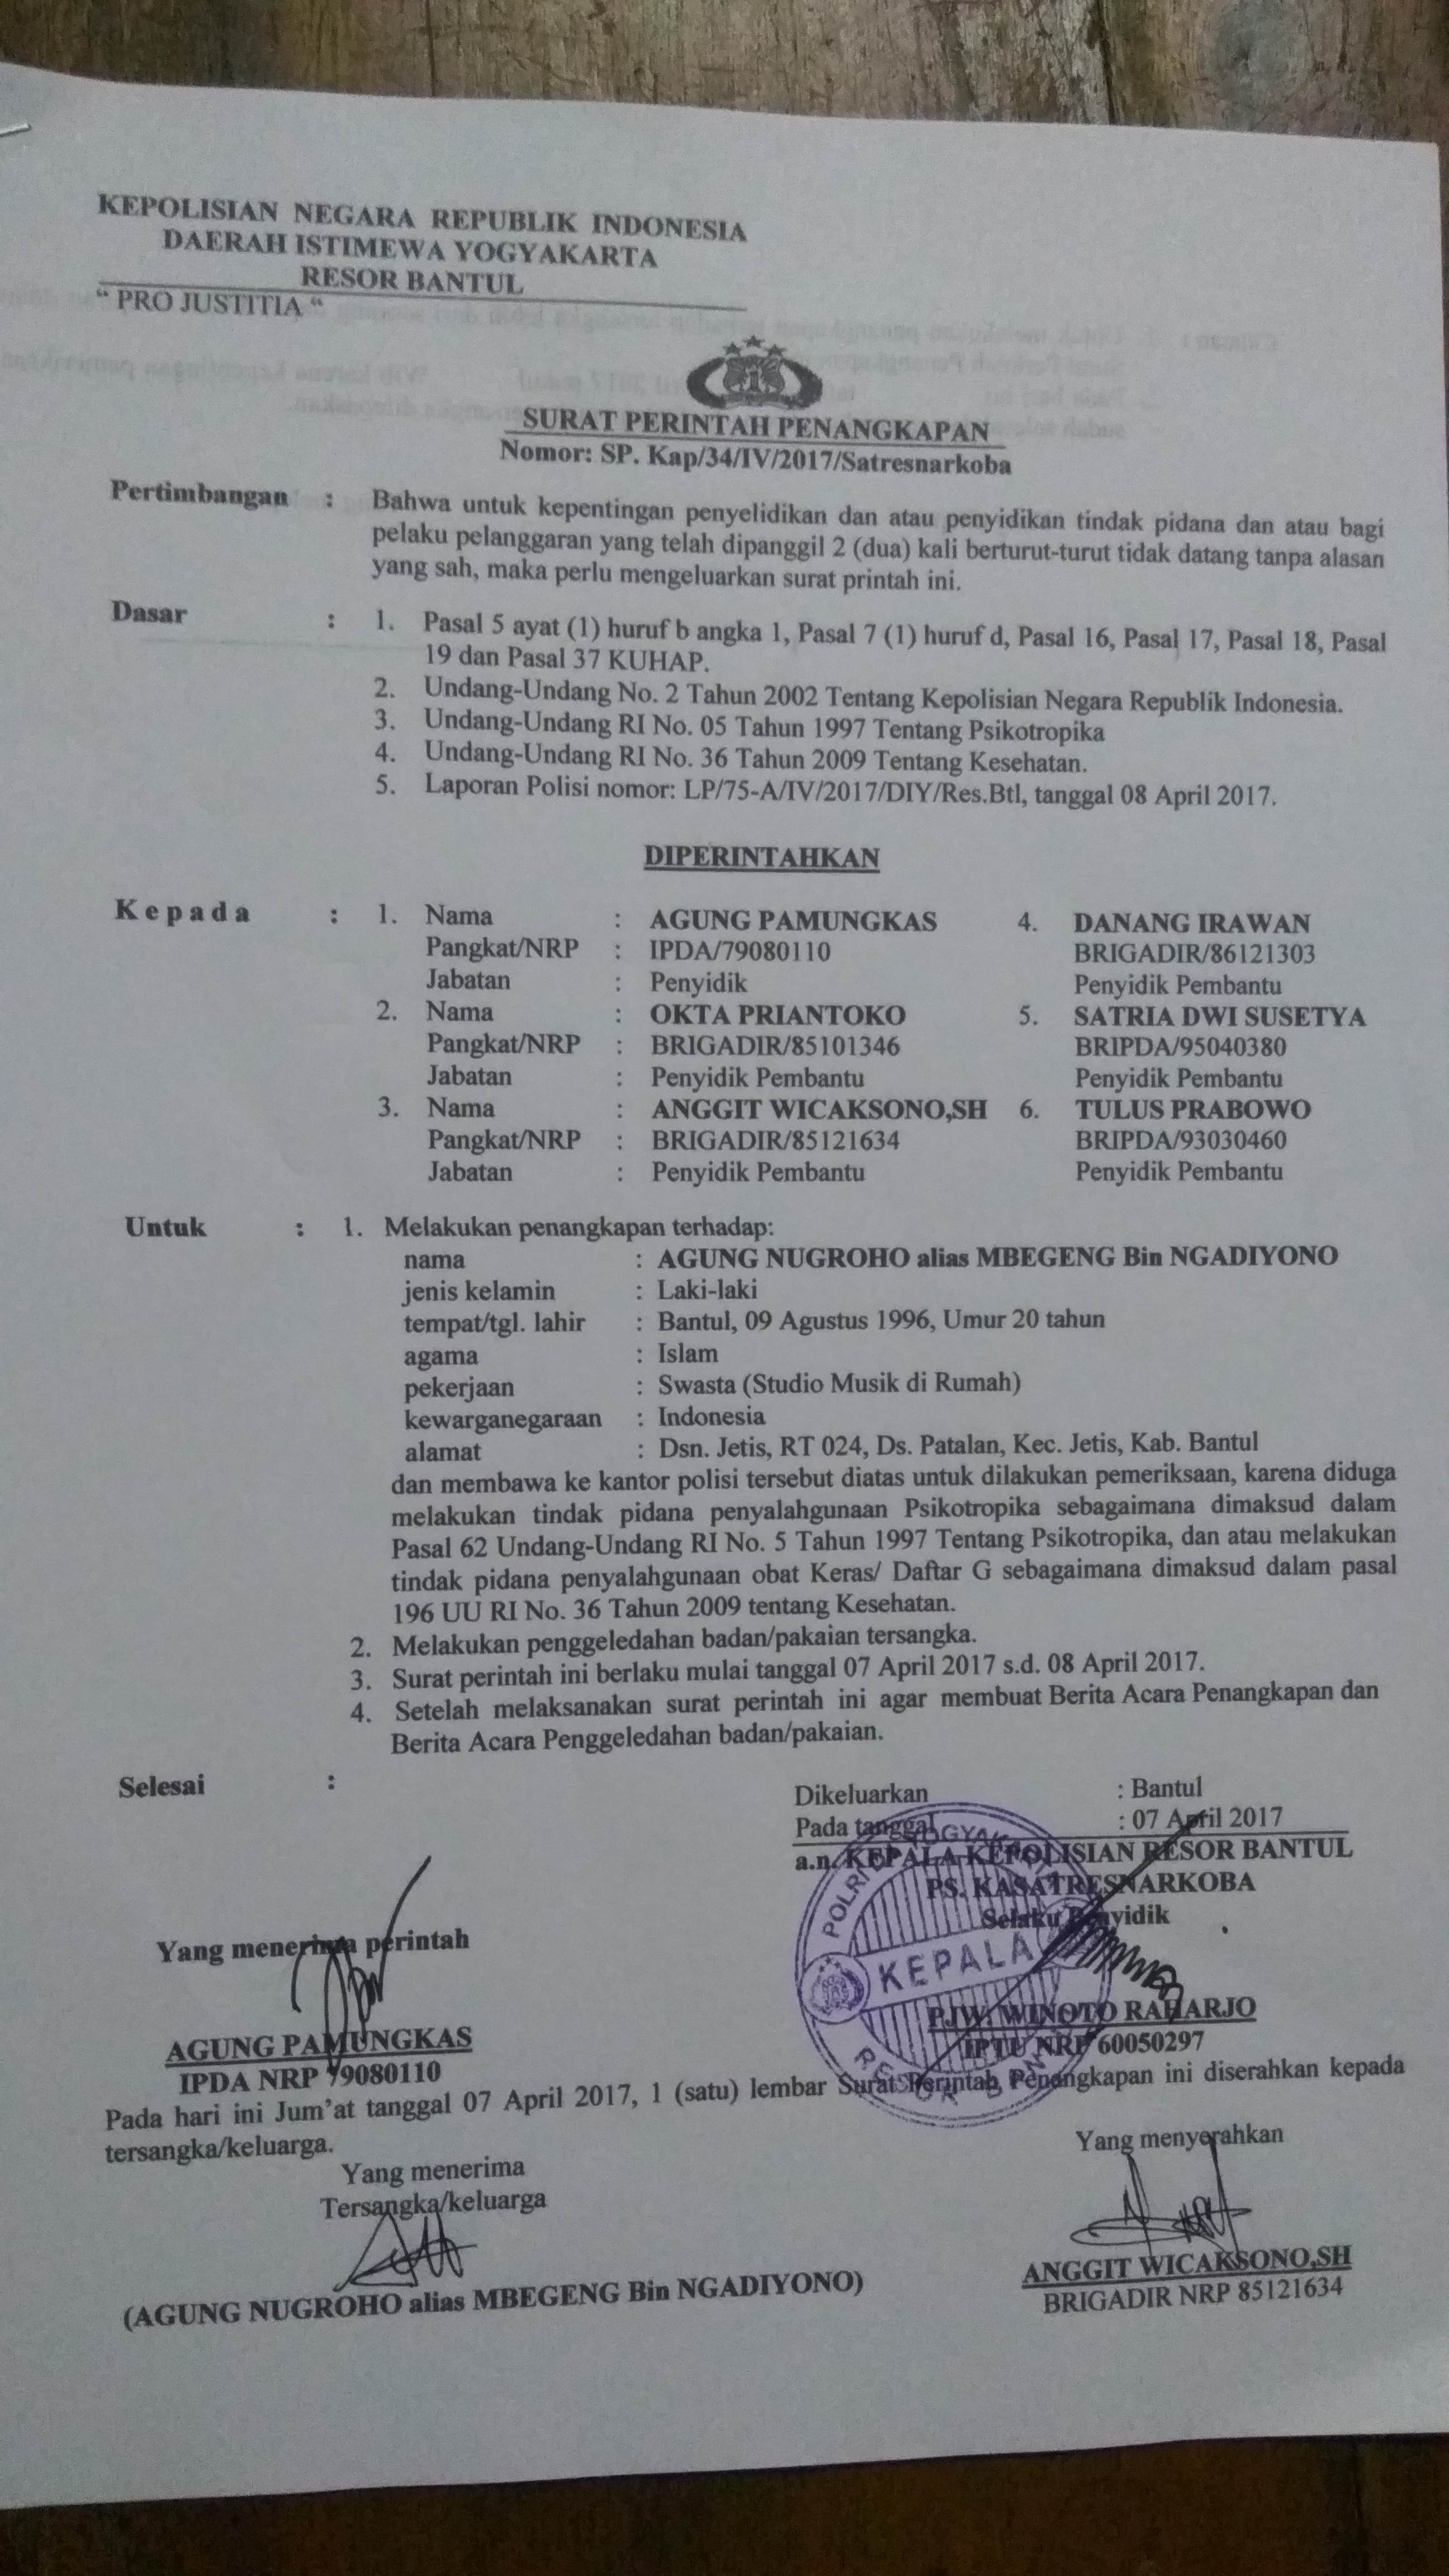 KEPOLISIAN NEGARA REPUBLIK INDONESIA
DAERAH ISTIMEWA YOGYAKARTA
RESOR BANTUL
“ PRO JUSTITIA “
SURAT PERINTAH PENANGKAPAN
Nomor: SP. Kap/34/IV/2017/Satresnarkoba
Pertimbangan : Bahwa untuk kepentingan penyelidikan dan atau penyidikan tindak pidana dan atau bagi
pelaku pelanggaran yang telah dipanggil 2 (dua) kali berturut-turut tidak datang tanpa alasan
yang sah, maka perlu mengeluarkan surat printah ini.
Dasar : 1. Pasal 5 ayat (1) huruf b angka 1, Pasal 7 (1) huruf d, Pasal 16, Pasal 17, Pasal 18, Pasal
19 dan Pasal 37 KUHAP.
2. Undang-Undang No. 2 Tahun 2002 Tentang Kepolisian Negara Republik Indonesia.
3. Undang-Undang RI No. 05 Tahun 1997 Tentang Psikotropika
4. Undang-Undang RI No. 36 Tahun 2009 Tentang Kesehatan.
5. Laporan Polisi nomor: LP/75-A/IV/2017/DIY/Res.Btl, tanggal 08 April 2017.
DIPERINTAHKAN
Kepada : 1. Nama : AGUNG PAMUNGKAS 4. DANANG IRAWAN
Pangkat/NRP : IPDA/79080110 BRIGADIR/86121303
Jabatan : Penyidik Penyidik Pembantu
2. Nama : OKTA PRIANTOKO 5. SATRIA DWI SUSETYA
Pangkat/NRP : BRIGADIR/85101346 BRIPDA/95040380
Jabatan : Penyidik Pembantu Penyidik Pembantu
3. Nama : ANGGIT WICAKSONO,SH 6. TULUS PRABOWO
Pangkat/NRP : BRIGADIR/85121634 BRIPDA/93030460
Jabatan : Penyidik Pembantu Penyidik Pembantu
Untuk : 1. Melakukan penangkapan terhadap:
nama : AGUNG NUGROHO alias MBEGENG Bin NGADIYONO
jenis kelamin : Laki-laki
tempat/tgl. lahir : Bantul, 09 Agustus 1996, Umur 20 tahun
agama : Islam
pekerjaan : Swasta (Studio Musik di Rumah)
kewarganegaraan : Indonesia
alamat : Dsn. Jetis, RT 024, Ds. Patalan, Kec. Jetis, Kab. Bantul
dan membawa ke kantor polisi tersebut diatas untuk dilakukan pemeriksaan, karena diduga
melakukan tindak pidana penyalahgunaan Psikotropika sebagaimana dimaksud dalam
Pasal 62 Undang-Undang RI No. 5 Tahun 1997 Tentang Psikotropika, dan atau melakukan
tindak pidana penyalahgunaan obat Keras/ Daftar G sebagaimana dimaksud dalam pasal
196 UU RI No. 36 Tahun 2009 tentang Kesehatan.
2. Melakukan penggeledahan badan/pakaian tersangka.
3. Surat perintah ini berlaku mulai tanggal 07 April 2017 s.d. 08 April 2017.
4. Setelah melaksanakan surat perintah ini agar membuat Berita Acara Penangkapan dan
Berita Acara Penggeledahan badan/pakaian.
Selesai :
Dikeluarkan : Bantul
Pada tanggal : 07 April 2017
a.n. KEPALA KEPOLISIAN RESOR BANTUL
PS. KASATRESNARKOBA
Selaku Penyidik
KEPALA
Yang menerima perintah
PJW. WINOTO RAHARJO
IPTU NRP 60050297
AGUNG PAMUNGKAS
IPDA NRP 79080110
Pada hari ini Jum’at tanggal 07 April 2017, 1 (satu) lembar Surat Perintah Penangkapan ini diserahkan kepada
tersangka/keluarga.
Yang menerima
Tersangka/keluarga
Yang menyerahkan
(AGUNG NUGROHO alias MBEGENG Bin NGADIYONO)
ANGGIT WICAKSONO,SH
BRIGADIR NRP 85121634